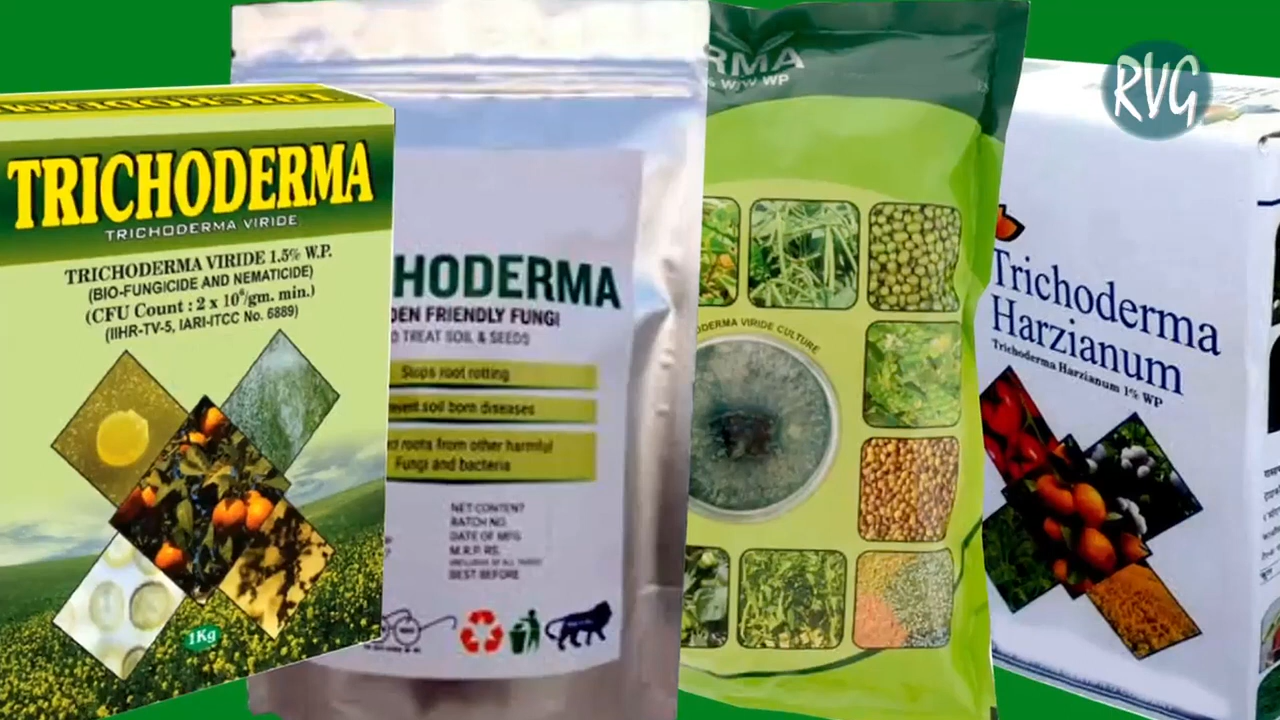 TRICHODERMA
TRICHODERMA
TRICHODERMA VIRIDE
TRICHODERMA VIRIDE 1.5% W.P.
(BIO-FUNGICIDE AND NEMATICIDE)
(CFU Count : 2 x 10⁶/gm. min.)
(IIHR-TV-5, IARI-ITCC No. 6889)
1Kg
CHODERMA
DEN FRIENDLY FUNGI
O TREAT SOIL & SEEDS
Stops root rotting
event soil born diseases
ct roots from other harmful
Fungi and bacteria
NET CONTENT
BATCH NO.
DATE OF MFG
M.R.P. RS.
BEST BEFORE
RMA
% W/W WP
ODERMA VIRIDE CULTURE
RVG
Trichoderma
Harzianum
Trichoderma Harzianum 1% WP